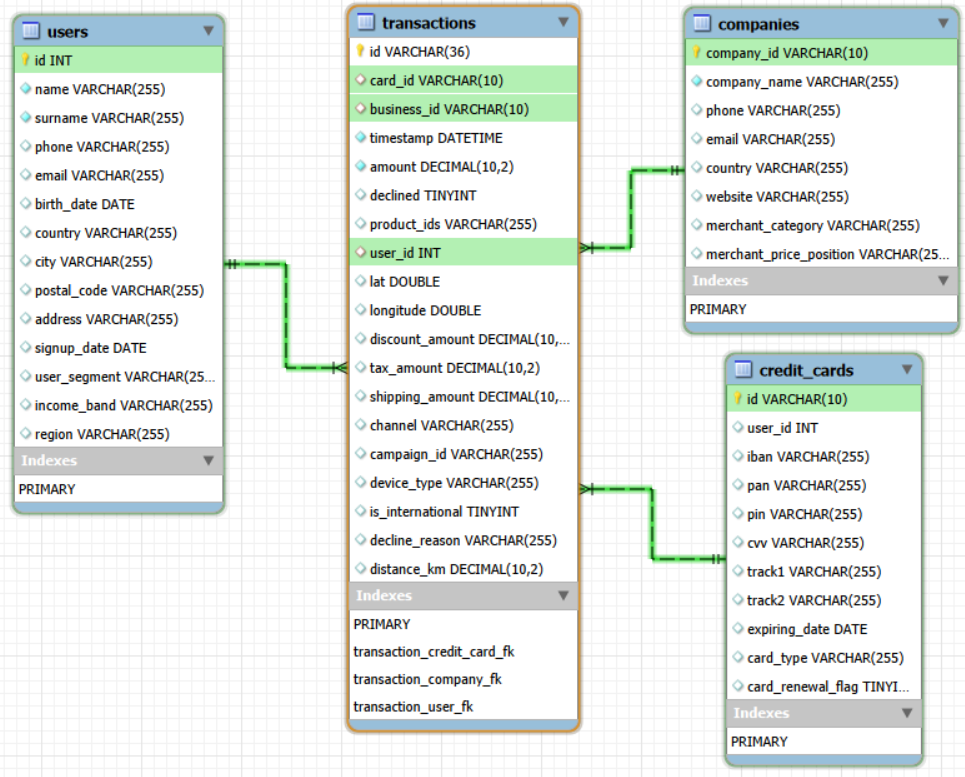 users
id INT
name VARCHAR(255)
surname VARCHAR(255)
phone VARCHAR(255)
email VARCHAR(255)
birth_date DATE
country VARCHAR(255)
city VARCHAR(255)
postal_code VARCHAR(255)
address VARCHAR(255)
signup_date DATE
user_segment VARCHAR(25...
income_band VARCHAR(255)
region VARCHAR(255)
Indexes
PRIMARY
transactions
id VARCHAR(36)
card_id VARCHAR(10)
business_id VARCHAR(10)
timestamp DATETIME
amount DECIMAL(10,2)
declined TINYINT
product_ids VARCHAR(255)
user_id INT
lat DOUBLE
longitude DOUBLE
discount_amount DECIMAL(10,...
tax_amount DECIMAL(10,2)
shipping_amount DECIMAL(10,...
channel VARCHAR(255)
campaign_id VARCHAR(255)
device_type VARCHAR(255)
is_international TINYINT
decline_reason VARCHAR(255)
distance_km DECIMAL(10,2)
Indexes
PRIMARY
transaction_credit_card_fk
transaction_company_fk
transaction_user_fk
companies
company_id VARCHAR(10)
company_name VARCHAR(255)
phone VARCHAR(255)
email VARCHAR(255)
country VARCHAR(255)
website VARCHAR(255)
merchant_category VARCHAR(255)
merchant_price_position VARCHAR(25...
Indexes
PRIMARY
credit_cards
id VARCHAR(10)
user_id INT
iban VARCHAR(255)
pan VARCHAR(255)
pin VARCHAR(255)
cvv VARCHAR(255)
track1 VARCHAR(255)
track2 VARCHAR(255)
expiring_date DATE
card_type VARCHAR(255)
card_renewal_flag TINYI...
Indexes
PRIMARY